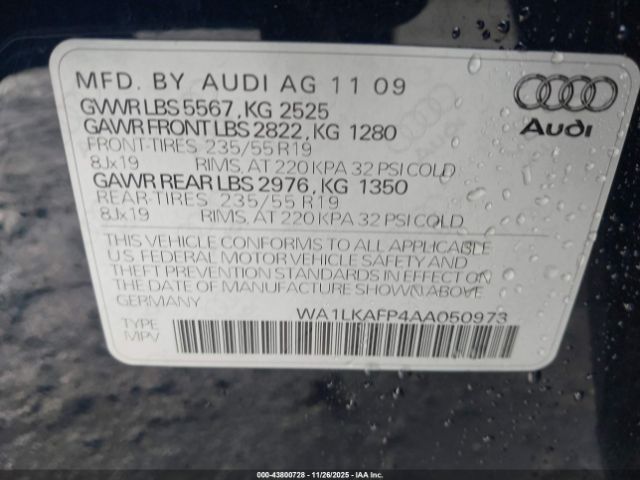 MFD. BY AUDI AG 11 09
GVWR LBS 5567, KG 2525
GAWR FRONT LBS 2822, KG 1280
FRONT-TIRES 235/55 R19
8Jx19 RIMS, AT 220 KPA 32 PSI COLD
GAWR REAR LBS 2976, KG 1350
REAR-TIRES 235/55 R19
8Jx19 RIMS, AT 220 KPA 32 PSI COLD
Audi
THIS VEHICLE CONFORMS TO ALL APPLICABLE
U.S. FEDERAL MOTOR VEHICLE SAFETY AND
THEFT PREVENTION STANDARDS IN EFFECT ON
THE DATE OF MANUFACTURE SHOWN ABOVE
GERMANY
WA1LKAFP4AA050973
TYPE
MPV
000-43800728 - 11/26/2025 - IAA Inc.